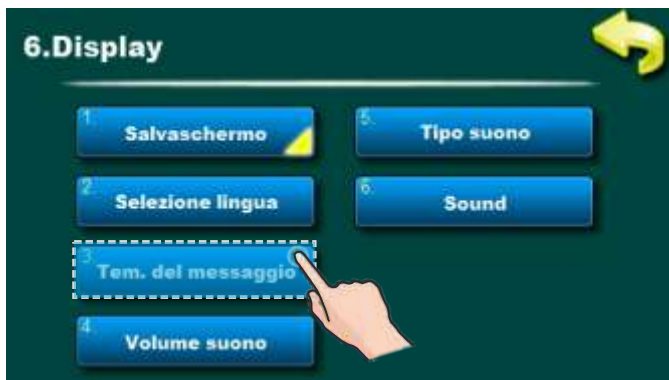 6.Display
1. Salvaschermo
2. Selezione lingua
3. Tem. del messaggio
4. Volume suono
5. Tipo suono
6. Sound